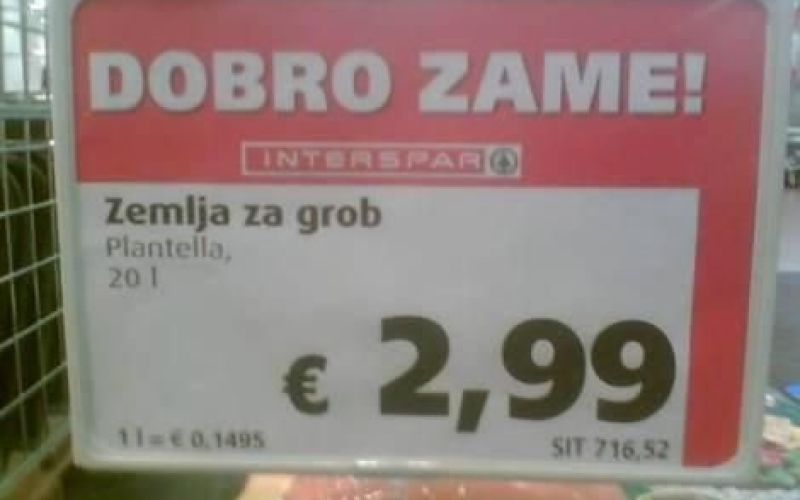 DOBRO ZAME!
INTERSPAR
Zemlja za grob
Plantella,
20 l
€ 2,99
1 l = € 0,1495
SIT 716,52